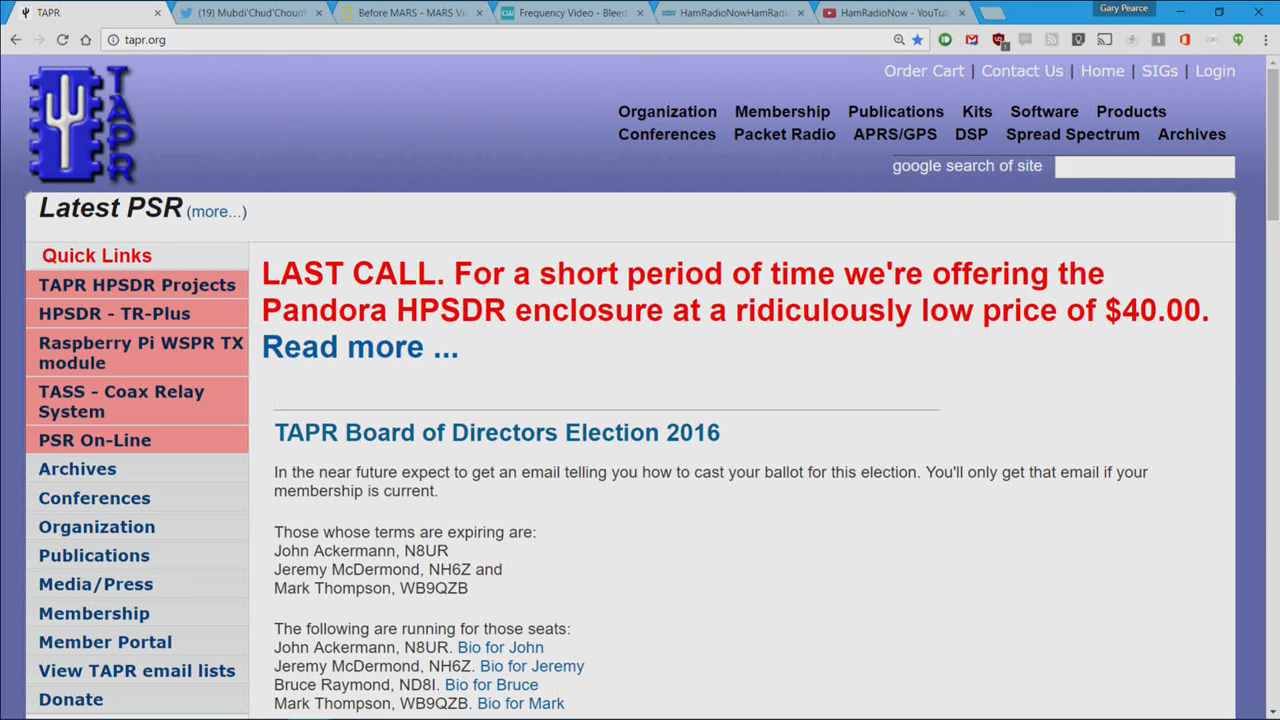 TAPR
(19) Mubdi'Chud'Choud
Before MARS - MARS Vi
Frequency Video - Bleed
HamRadioNowHamRadi
HamRadioNow - YouTu
Gary Pearce
tapr.org
TAPR
Order Cart | Contact Us | Home | SIGs | Login
Organization Membership Publications Kits Software Products
Conferences Packet Radio APRS/GPS DSP Spread Spectrum Archives
google search of site
Latest PSR (more...)
Quick Links
TAPR HPSDR Projects
HPSDR - TR-Plus
Raspberry Pi WSPR TX
module
TASS - Coax Relay
System
PSR On-Line
Archives
Conferences
Organization
Publications
Media/Press
Membership
Member Portal
View TAPR email lists
Donate
LAST CALL. For a short period of time we're offering the
Pandora HPSDR enclosure at a ridiculously low price of $40.00.
Read more ...
TAPR Board of Directors Election 2016
In the near future expect to get an email telling you how to cast your ballot for this election. You'll only get that email if your
membership is current.
Those whose terms are expiring are:
John Ackermann, N8UR
Jeremy McDermond, NH6Z and
Mark Thompson, WB9QZB
The following are running for those seats:
John Ackermann, N8UR. Bio for John
Jeremy McDermond, NH6Z. Bio for Jeremy
Bruce Raymond, ND8I. Bio for Bruce
Mark Thompson, WB9QZB. Bio for Mark